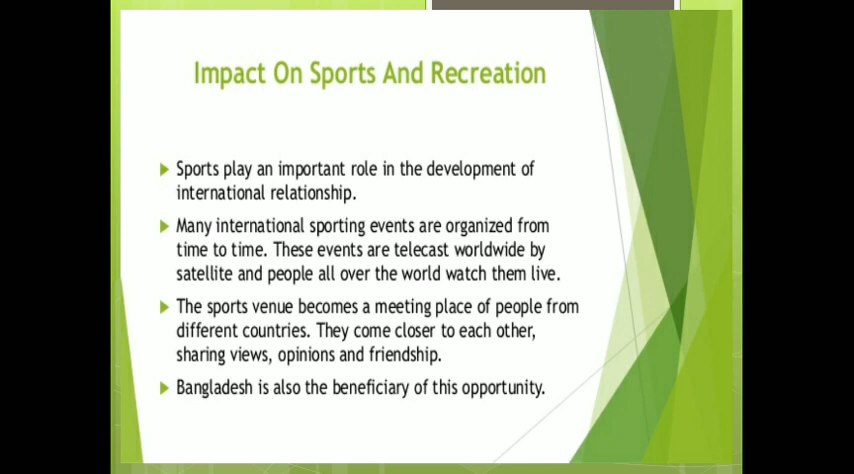 Impact On Sports And Recreation
Sports play an important role in the development of
international relationship.
Many international sporting events are organized from
time to time. These events are telecast worldwide by
satellite and people all over the world watch them live.
The sports venue becomes a meeting place of people from
different countries. They come closer to each other,
sharing views, opinions and friendship.
Bangladesh is also the beneficiary of this opportunity.